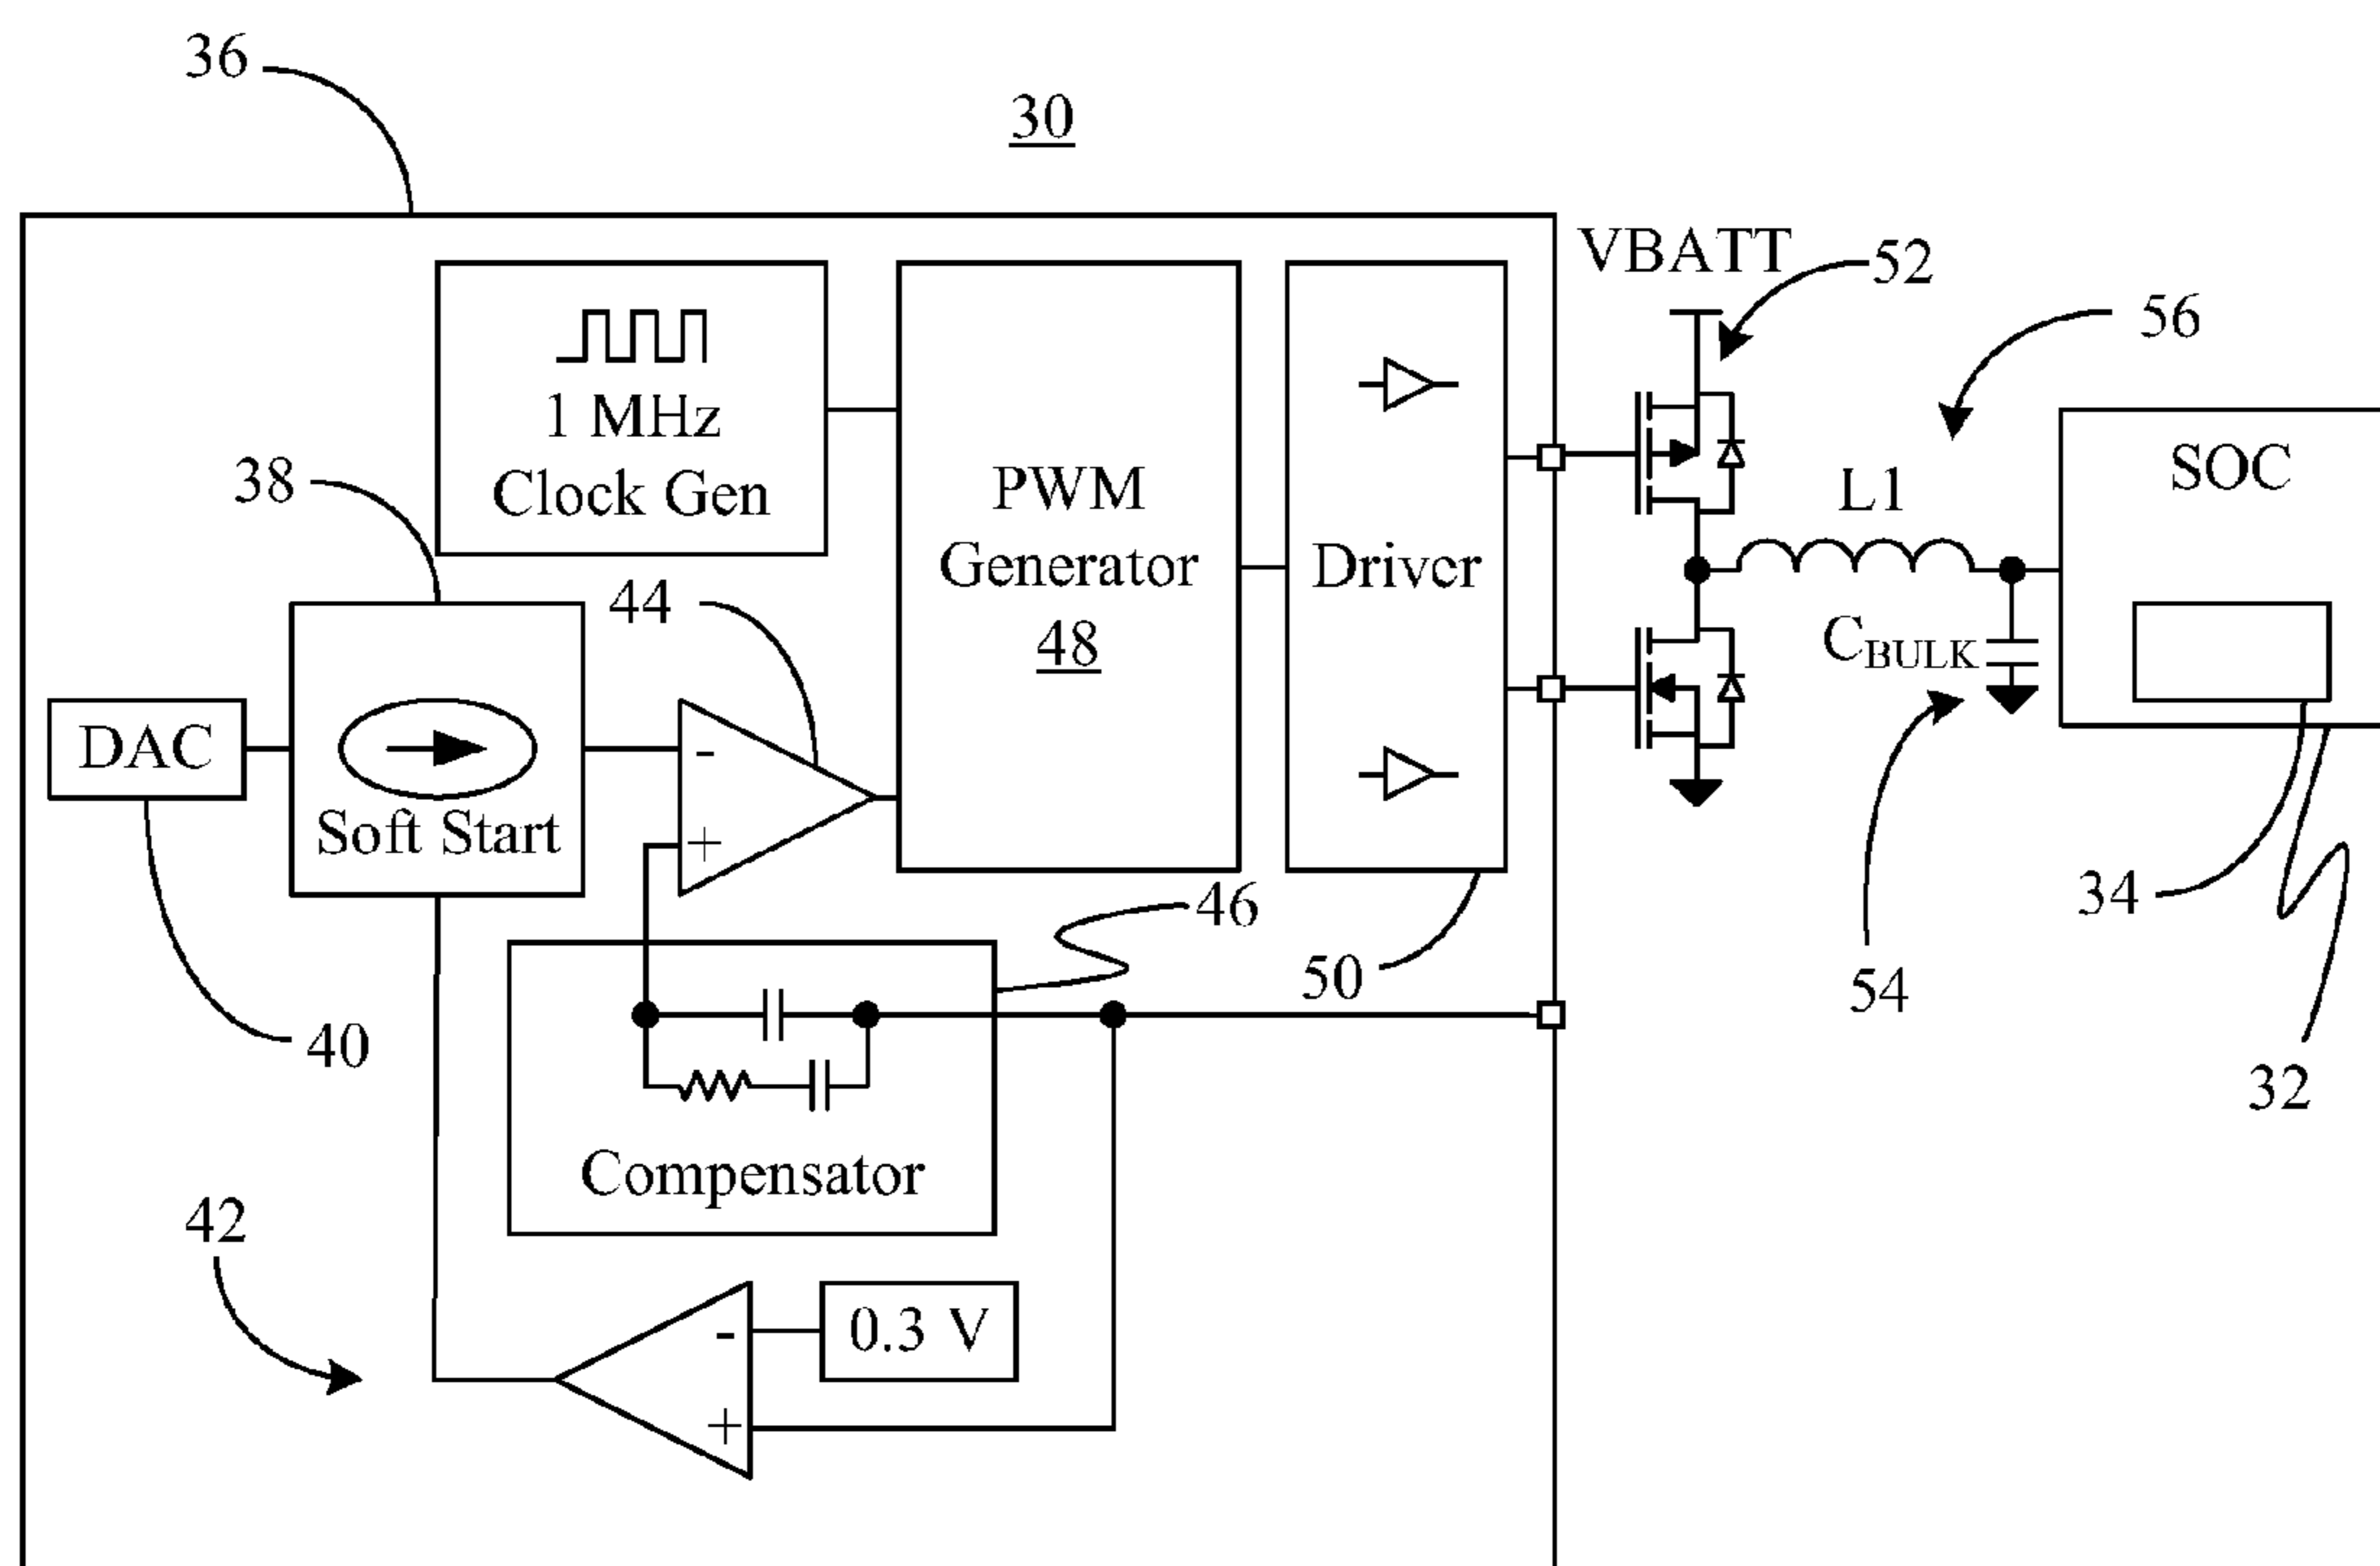 36
30
VBATT
52
56
1 MHz
Clock Gen
38
PWM
Generator
48
Driver
L1
SOC
44
C_BULK
DAC
-
+
Soft Start
34
46
50
54
40
32
Compensator
42
-
0.3 V
+